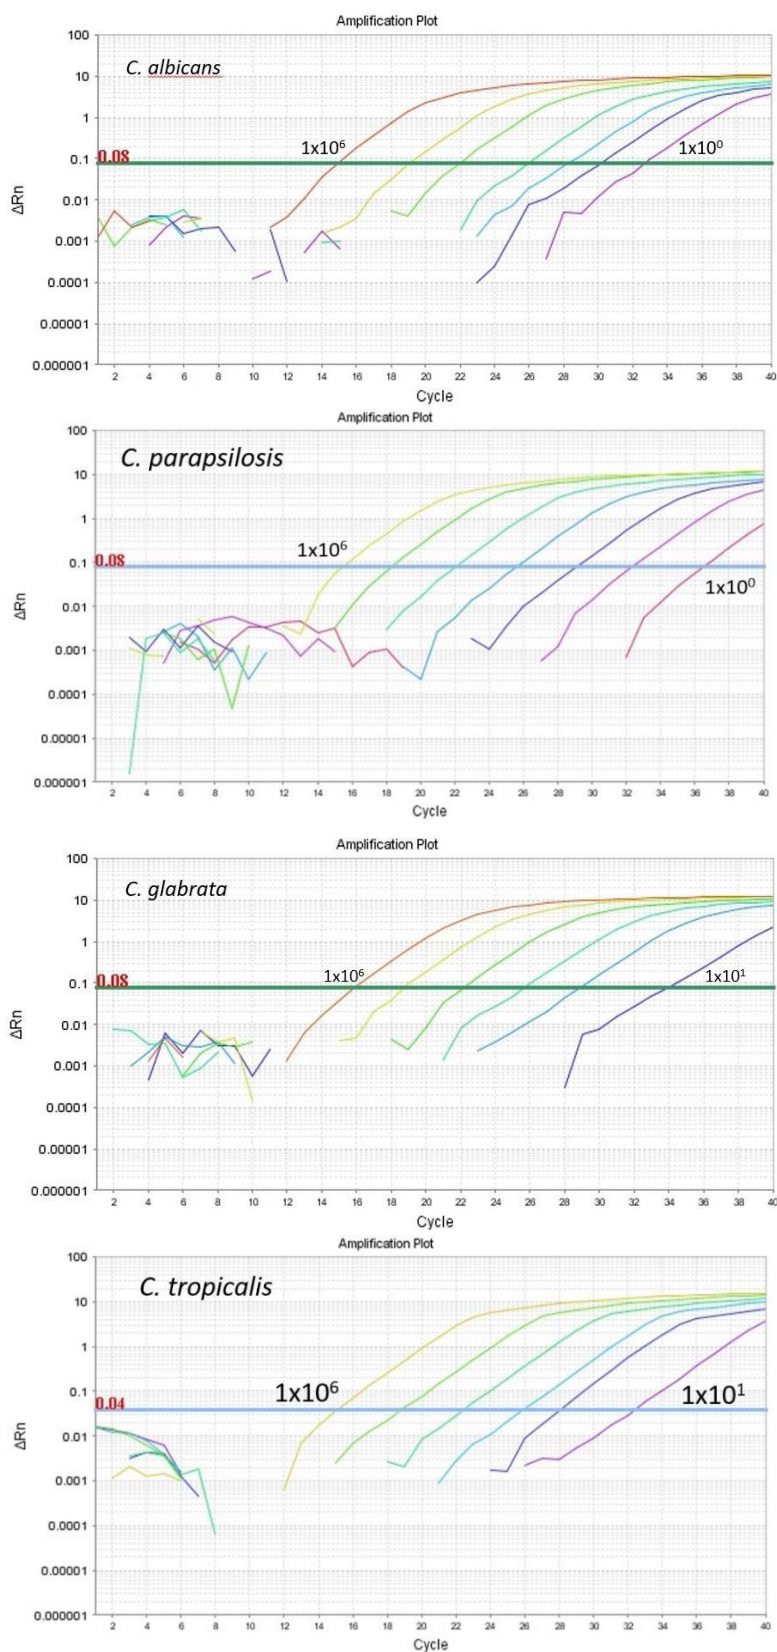 Amplification Plot
100
C. albicans
10
1
0.08
1x10⁶
1x10⁰
0.1
ΔRn
0.01
0.001
0.0001
0.00001
0.000001
2 4 6 8 10 12 14 16 18 20 22 24 26 28 30 32 34 36 38 40
Cycle
Amplification Plot
100
C. parapsilosis
10
1
1x10⁶
0.1
0.08
1x10⁰
ΔRn
0.01
0.001
0.0001
0.00001
0.000001
2 4 6 8 10 12 14 16 18 20 22 24 26 28 30 32 34 36 38 40
Cycle
Amplification Plot
100
C. glabrata
10
1
0.08
1x10⁶
1x10¹
0.1
ΔRn
0.01
0.001
0.0001
0.00001
0.000001
2 4 6 8 10 12 14 16 18 20 22 24 26 28 30 32 34 36 38 40
Cycle
Amplification Plot
100
C. tropicalis
10
1
0.1
0.04
1x10⁶
1x10¹
ΔRn
0.01
0.001
0.0001
0.00001
0.000001
2 4 6 8 10 12 14 16 18 20 22 24 26 28 30 32 34 36 38 40
Cycle